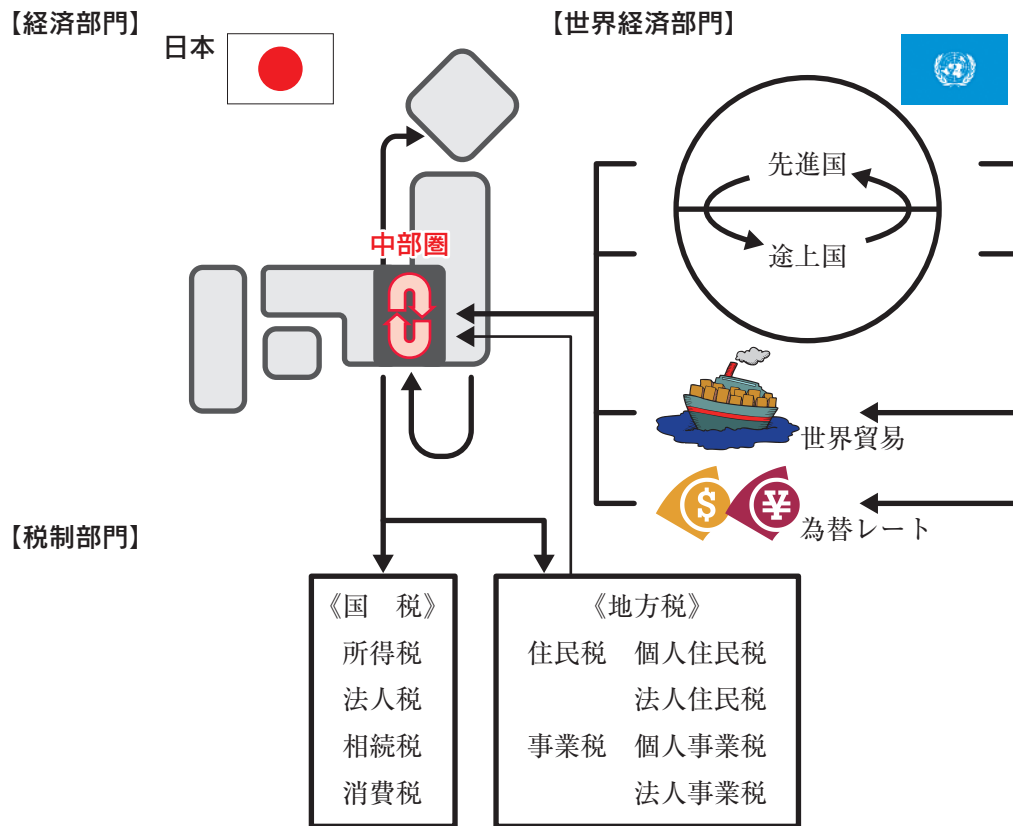 【経済部門】
日本
中部圏
【世界経済部門】
先進国
途上国
世界貿易
$ ¥
為替レート
【税制部門】
《国　税》
所得税
法人税
相続税
消費税
《地方税》
住民税　個人住民税
法人住民税
事業税　個人事業税
法人事業税